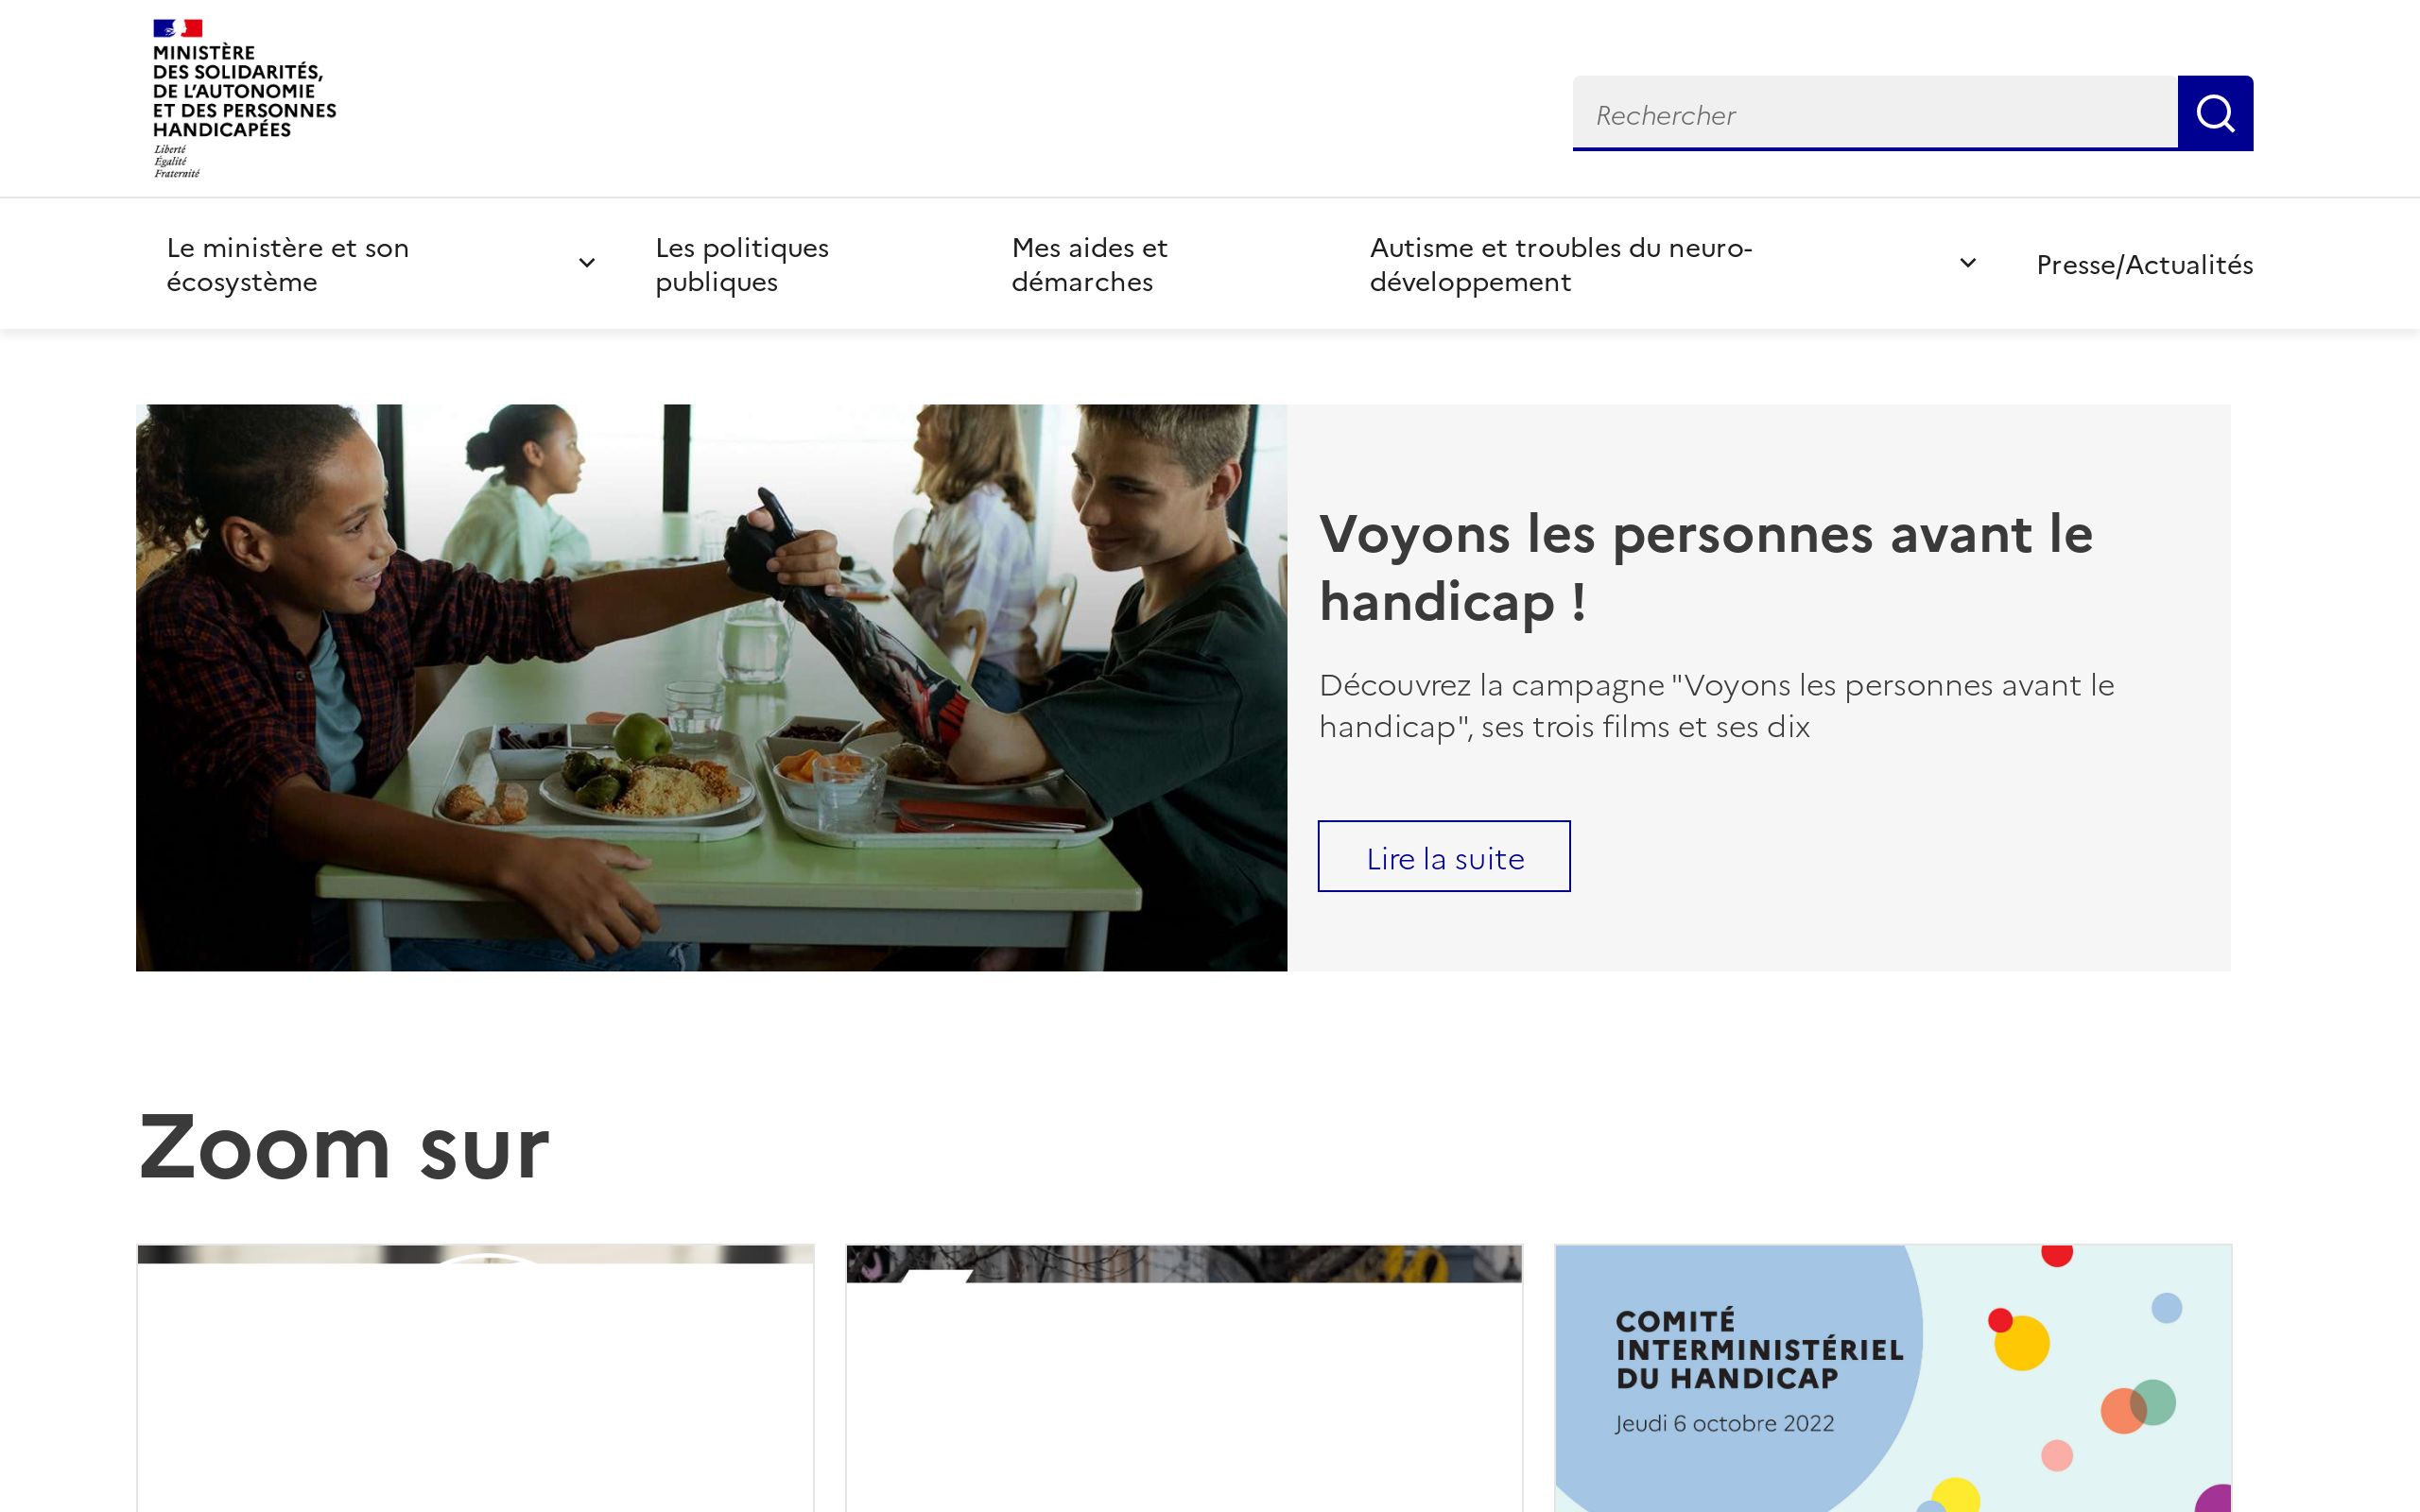 MINISTÈRE
DES SOLIDARITÉS,
DE L'AUTONOMIE
ET DES PERSONNES
HANDICAPÉES
Liberté
Égalité
Fraternité
Rechercher
Le ministère et son
écosystème
Les politiques
publiques
Mes aides et
démarches
Autisme et troubles du neuro-
développement
Presse/Actualités
Voyons les personnes avant le
handicap !
Découvrez la campagne "Voyons les personnes avant le
handicap", ses trois films et ses dix
Lire la suite
Zoom sur
COMITÉ
INTERMINISTÉRIEL
DU HANDICAP
Jeudi 6 octobre 2022